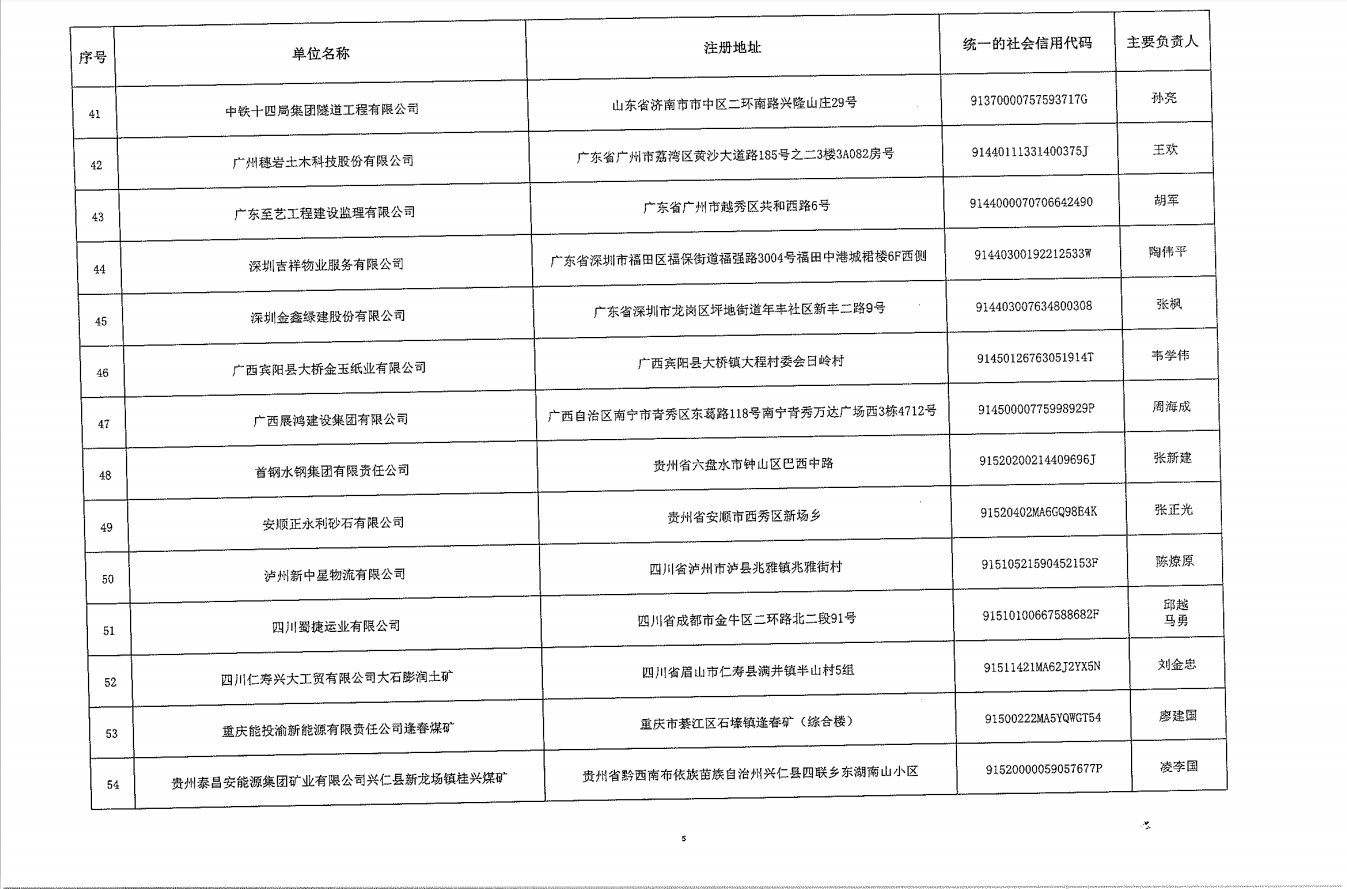 序号 单位名称 注册地址 统一的社会信用代码 主要负责人
41 中铁十四局集团隧道工程有限公司 山东省济南市市中区二环南路兴隆山庄29号 91370000757593717G 孙亮
42 广州穗岩土木科技股份有限公司 广东省广州市荔湾区黄沙大道路185号之二3楼3A082房号 91440111331400375J 王欢
43 广东至艺工程建设监理有限公司 广东省广州市越秀区共和西路6号 9144000070706642490 胡军
44 深圳吉祥物业服务有限公司 广东省深圳市福田区福保街道福强路3004号福田中港城裙楼6F西侧 91440300192212533W 陶伟平
45 深圳金鑫绿建股份有限公司 广东省深圳市龙岗区坪地街道年丰社区新丰二路9号 914403007634800308 张枫
46 广西宾阳县大桥金玉纸业有限公司 广西宾阳县大桥镇大程村委会日岭村 91450126763051914T 韦学伟
47 广西展鸿建设集团有限公司 广西自治区南宁市青秀区东葛路118号南宁青秀万达广场西3栋4712号 91450000775998929P 周海成
48 首钢水钢集团有限责任公司 贵州省六盘水市钟山区巴西中路 91520200214409696J 张新建
49 安顺正永利砂石有限公司 贵州省安顺市西秀区新场乡 91520402MA6GQ98E4K 张正光
50 泸州新中星物流有限公司 四川省泸州市泸县兆雅镇兆雅街村 91510521590452153F 陈燎原
51 四川蜀捷运业有限公司 四川省成都市金牛区二环路北二段91号 91510100667588682F 邱越
马勇
52 四川仁寿兴大工贸有限公司大石膨润土矿 四川省眉山市仁寿县满井镇半山村5组 91511421MA62J2YX5N 刘金忠
53 重庆能投渝新能源有限责任公司逢春煤矿 重庆市綦江区石壕镇逢春矿（综合楼） 91500222MA5YQWGT54 廖建国
54 贵州泰昌安能源集团矿业有限公司兴仁县新龙场镇桂兴煤矿 贵州省黔西南布依族苗族自治州兴仁县四联乡东湖南山小区 91520000059057677P 凌李国
5